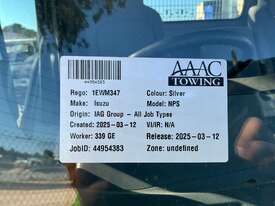 44954383
AAAC
TOWING
Rego: 1EWM347 Colour: Silver
Make: Isuzu Model: NPS
Origin: IAG Group - All Job Types
Created: 2025-03-12 VI/IR: N/A
Worker: 339 GE Release: 2025-03-12
JobID: 44954383 Zone: undefined